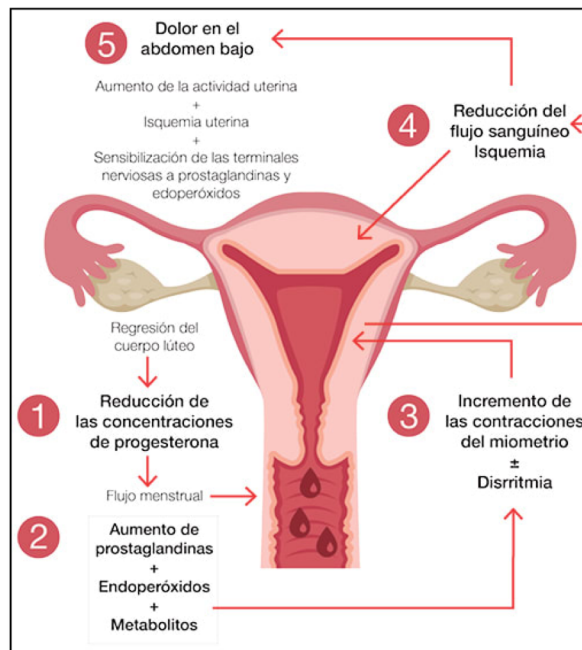 5
Dolor en el
abdomen bajo
Aumento de la actividad uterina
+
Isquemia uterina
+
Sensibilización de las terminales
nerviosas a prostaglandinas y
edoperóxidos
4
Reducción del
flujo sanguíneo
Isquemia
Regresión del
cuerpo lúteo
1
Reducción de
las concentraciones
de progesterona
Flujo menstrual
2
Aumento de
prostaglandinas
+
Endoperóxidos
+
Metabolitos
3
Incremento de
las contracciones
del miometrio
±
Disrritmia